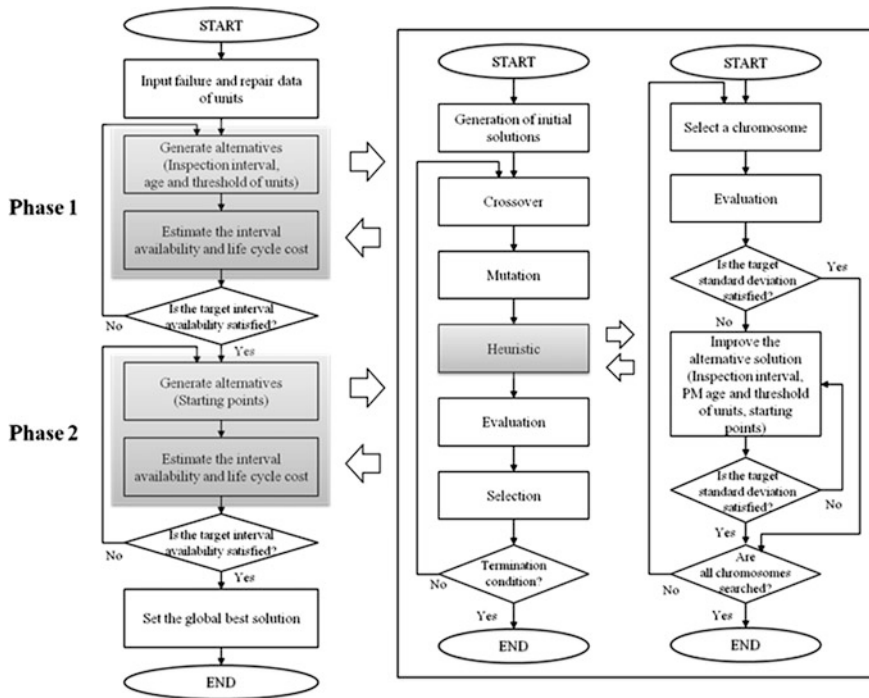 START
Input failure and repair data
of units
Phase 1
Generate alternatives
(Inspection interval,
age and threshold of units)
Estimate the interval
availability and life cycle cost
Is the target interval
availability satisfied?
No
Yes
Phase 2
Generate alternatives
(Starting points)
Estimate the interval
availability and life cycle cost
Is the target interval
availability satisfied?
No
Yes
Set the global best solution
END
START
Generation of initial
solutions
Crossover
Mutation
Heuristic
Evaluation
Selection
Termination
condition?
No
Yes
END
START
Select a chromosome
Evaluation
Is the target
standard deviation
satisfied?
Yes
No
Improve the
alternative solution
(Inspection interval,
PM age and threshold
of units, starting
points)
Is the target
standard deviation
satisfied?
No
Yes
Are
all chromosomes
searched?
No
Yes
END